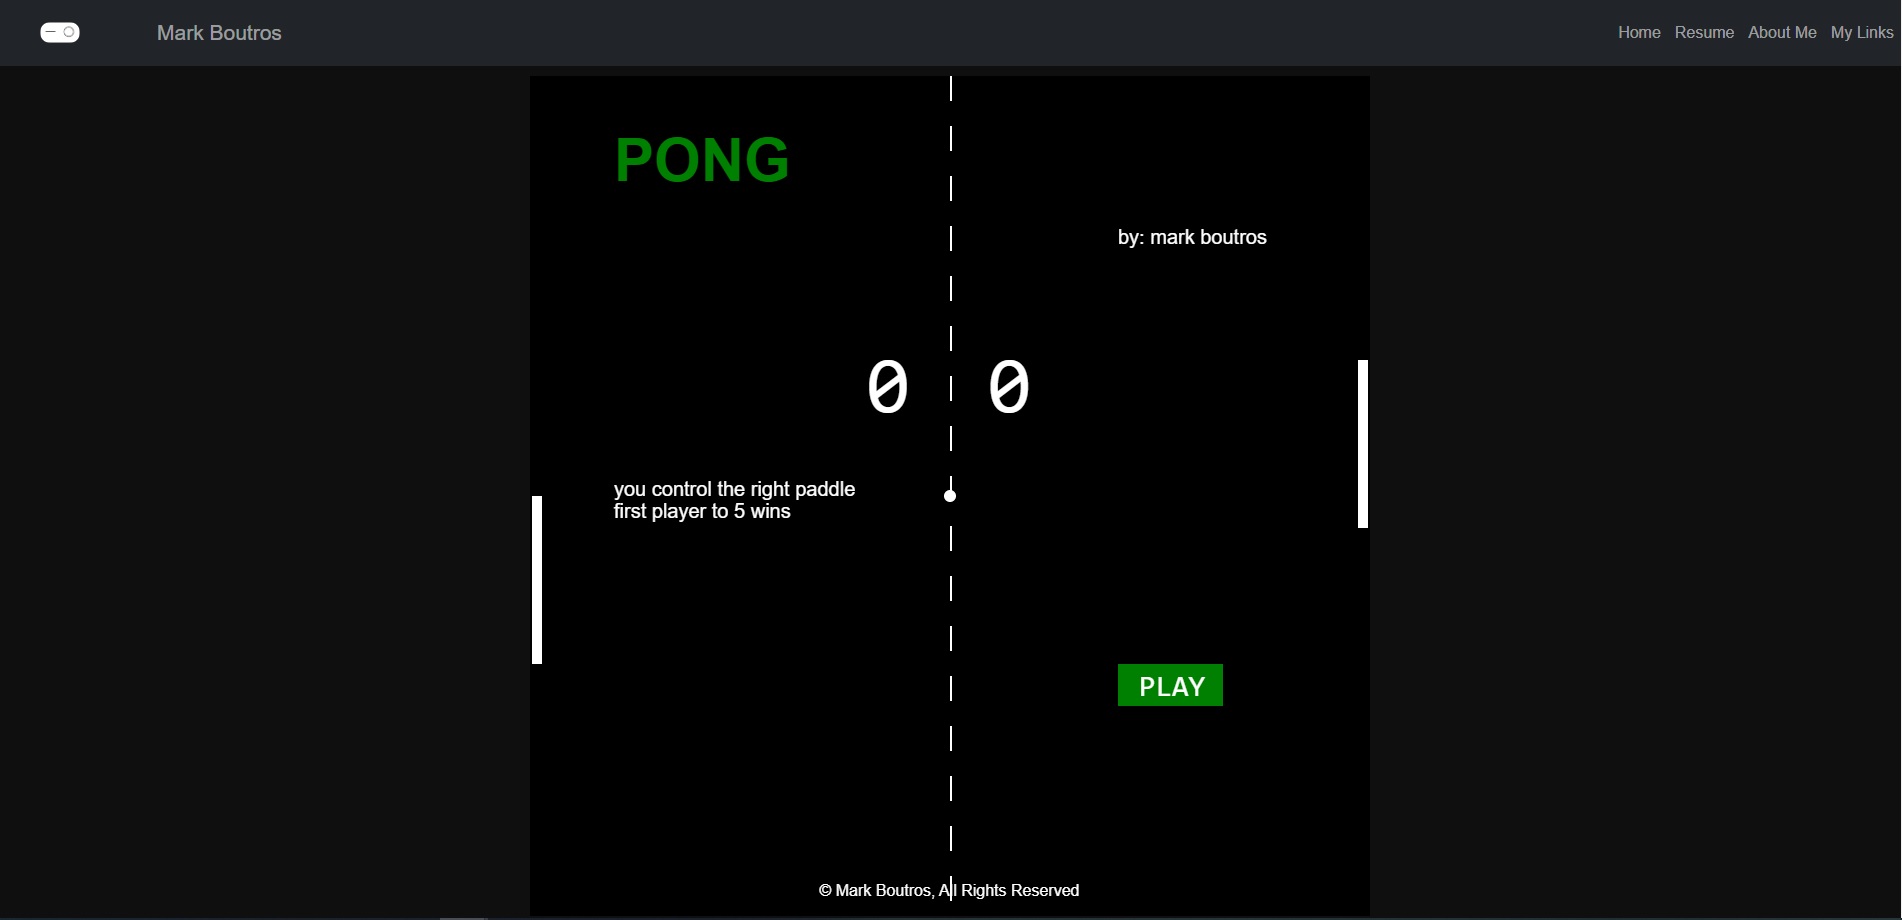 Mark Boutros
Home Resume About Me My Links
PONG
by: mark boutros
0 0
you control the right paddle
first player to 5 wins
PLAY
© Mark Boutros, All Rights Reserved